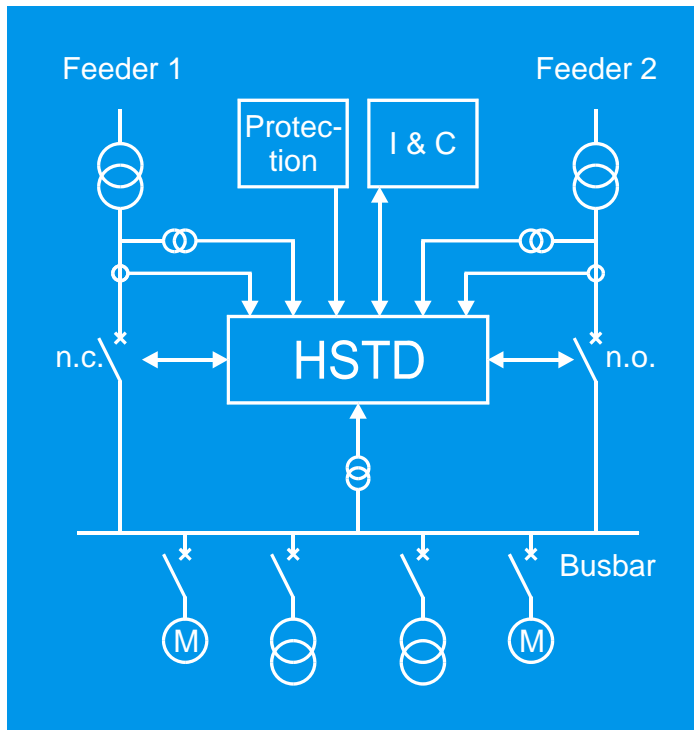 Feeder 1
Feeder 2
Protec-
tion
I & C
n.c.
HSTD
n.o.
Busbar
M
M